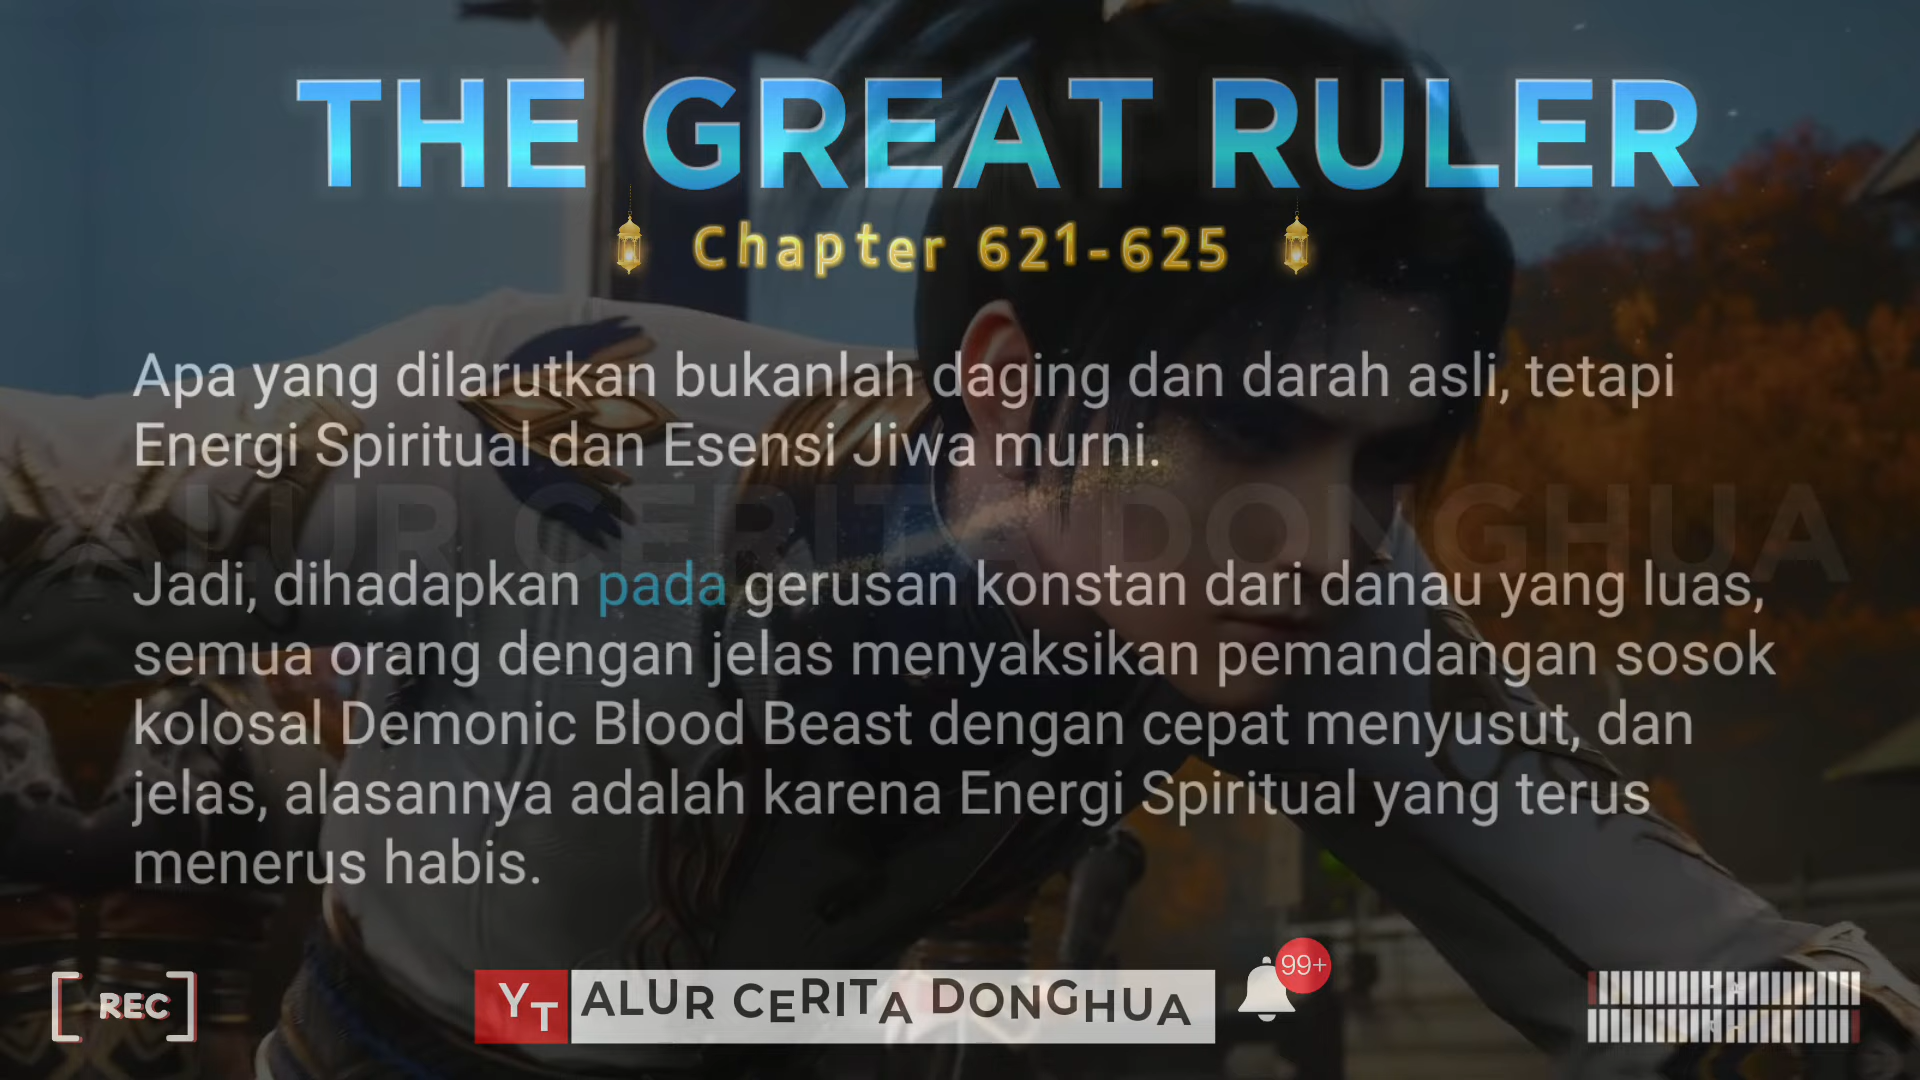 THE GREAT RULER
Chapter 621-625
Apa yang dilarutkan bukanlah daging dan darah asli, tetapi
Energi Spiritual dan Esensi Jiwa murni.
ALUR CERITA DONGHUA
Jadi, dihadapkan pada gerusan konstan dari danau yang luas,
semua orang dengan jelas menyaksikan pemandangan sosok
kolosal Demonic Blood Beast dengan cepat menyusut, dan
jelas, alasannya adalah karena Energi Spiritual yang terus
menerus habis.
REC
YT ALUR CERITA DONGHUA
99+